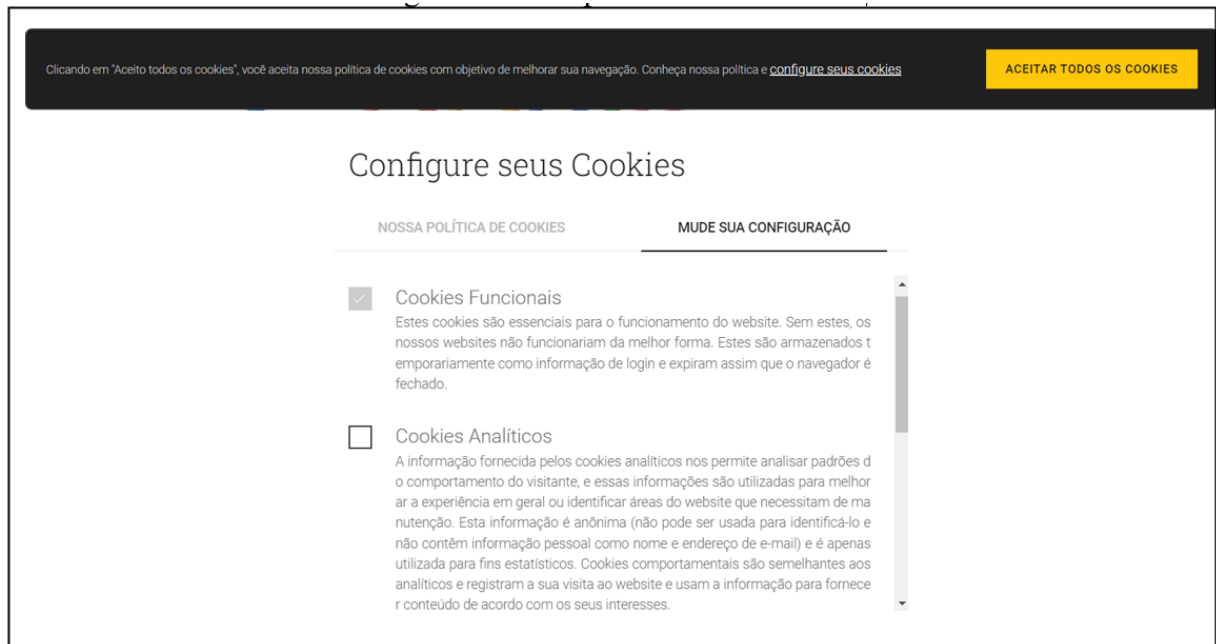 Clicando em "Aceito todos os cookies", você aceita nossa política de cookies com objetivo de melhorar sua navegação. Conheça nossa política e configure seus cookies
ACEITAR TODOS OS COOKIES
Configure seus Cookies
NOSSA POLÍTICA DE COOKIES
MUDE SUA CONFIGURAÇÃO
Cookies Funcionais
Estes cookies são essenciais para o funcionamento do website. Sem estes, os
nossos websites não funcionariam da melhor forma. Estes são armazenados t
emporariamente como informação de login e expiram assim que o navegador é
fechado.
Cookies Analíticos
A informação fornecida pelos cookies analíticos nos permite analisar padrões d
o comportamento do visitante, e essas informações são utilizadas para melhor
ar a experiência em geral ou identificar áreas do website que necessitam de ma
nutenção. Esta informação é anônima (não pode ser usada para identificá-lo e
não contêm informação pessoal como nome e endereço de e-mail) e é apenas
utilizada para fins estatísticos. Cookies comportamentais são semelhantes aos
analíticos e registram a sua visita ao website e usam a informação para fornece
r conteúdo de acordo com os seus interesses.